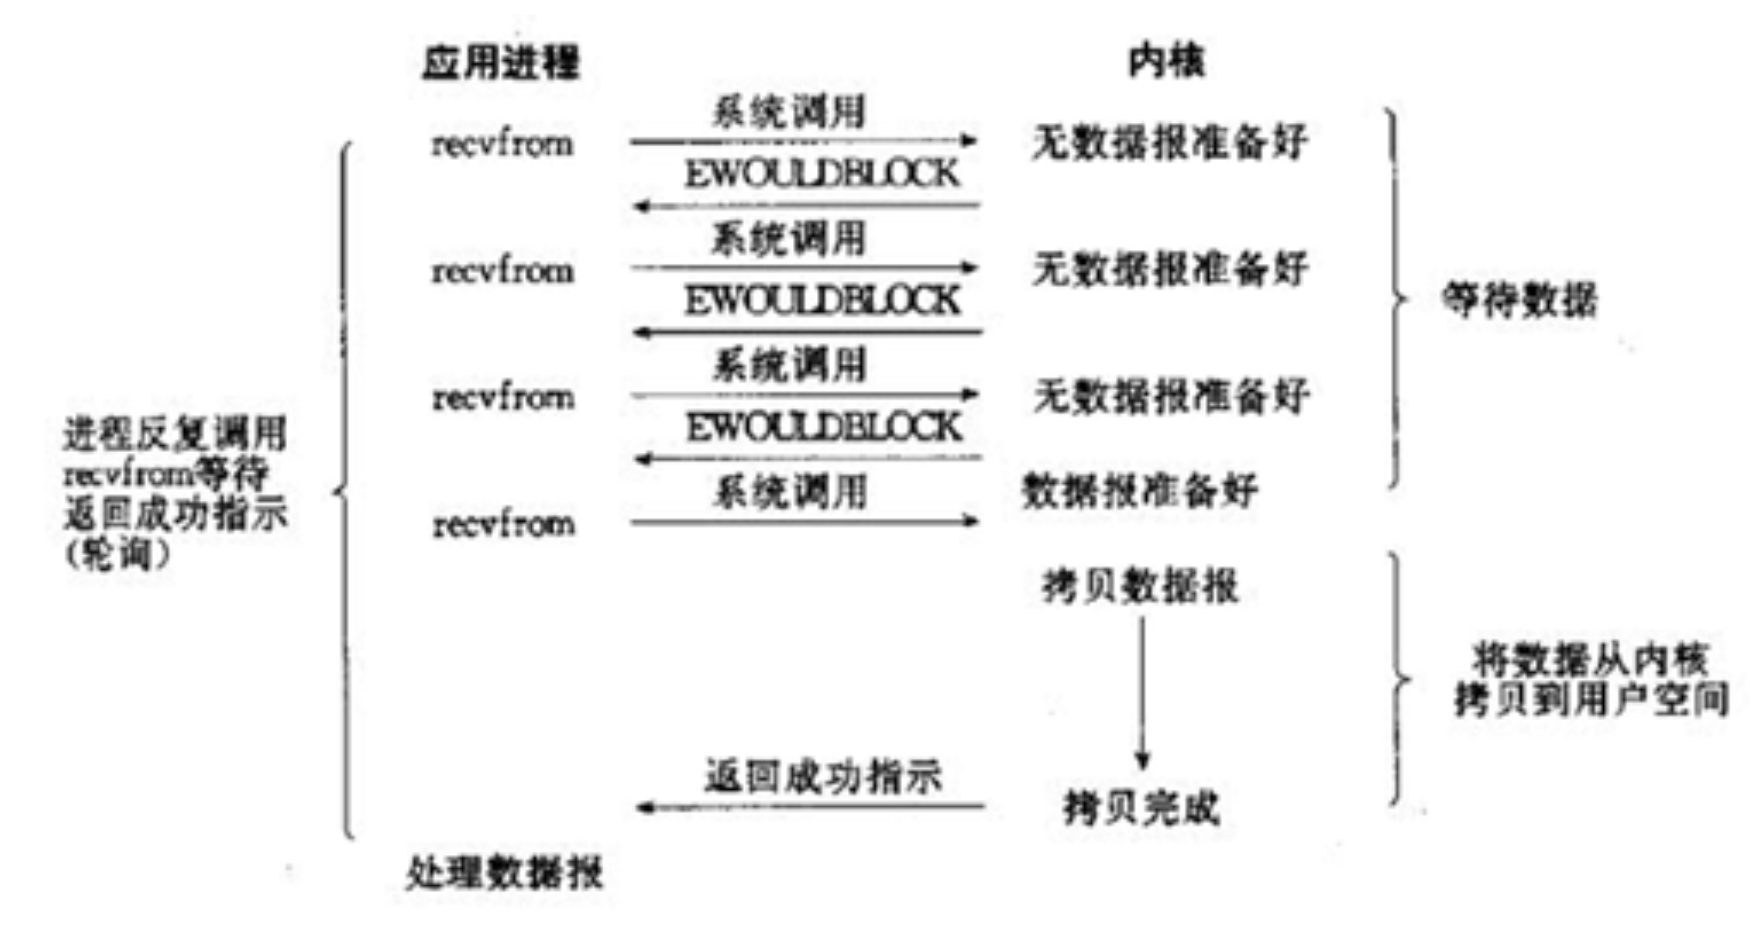 应用进程 内核
系统调用
recvfrom 无数据报准备好
EWOULDBLOCK
系统调用
recvfrom 无数据报准备好
EWOULDBLOCK
等待数据
系统调用
recvfrom 无数据报准备好
EWOULDBLOCK
进程反复调用
recvfrom等待
返回成功指示
(轮询)
系统调用 数据报准备好
recvfrom
拷贝数据报
将数据从内核
拷贝到用户空间
返回成功指示
拷贝完成
处理数据报